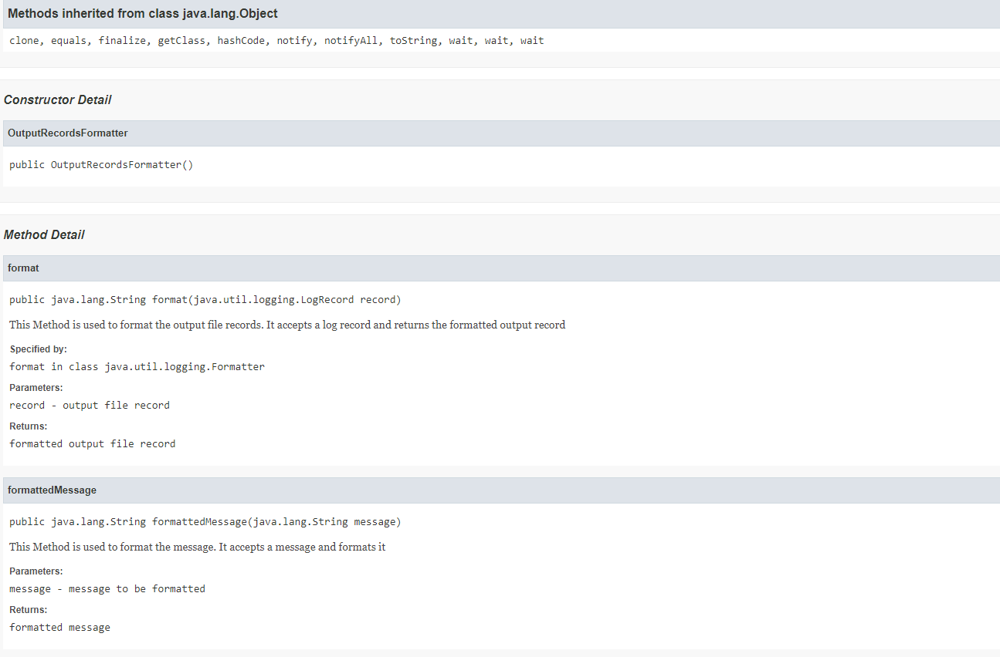 Methods inherited from class java.lang.Object
clone, equals, finalize, getClass, hashCode, notify, notifyAll, toString, wait, wait, wait
Constructor Detail
OutputRecordsFormatter
public OutputRecordsFormatter()
Method Detail
format
public java.lang.String format(java.util.logging.LogRecord record)
This Method is used to format the output file records. It accepts a log record and returns the formatted output record
Specified by:
format in class java.util.logging.Formatter
Parameters:
record - output file record
Returns:
formatted output file record
formattedMessage
public java.lang.String formattedMessage(java.lang.String message)
This Method is used to format the message. It accepts a message and formats it
Parameters:
message - message to be formatted
Returns:
formatted message